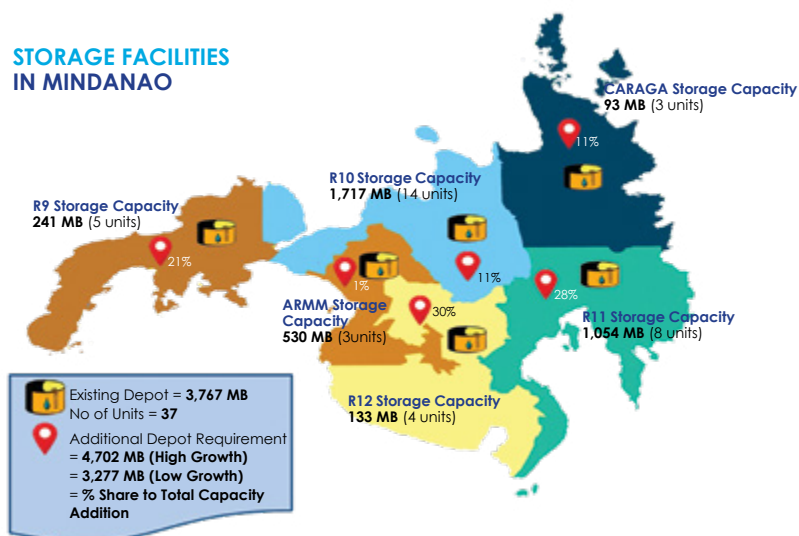 STORAGE FACILITIES
IN MINDANAO
CARAGA Storage Capacity
93 MB (3 units)
11%
R10 Storage Capacity
1,717 MB (14 units)
R9 Storage Capacity
241 MB (5 units)
21%
1%
11%
28%
30%
ARMM Storage
Capacity
530 MB (3units)
R11 Storage Capacity
1,054 MB (8 units)
R12 Storage Capacity
133 MB (4 units)
Existing Depot = 3,767 MB
No of Units = 37
Additional Depot Requirement
= 4,702 MB (High Growth)
= 3,277 MB (Low Growth)
= % Share to Total Capacity
Addition